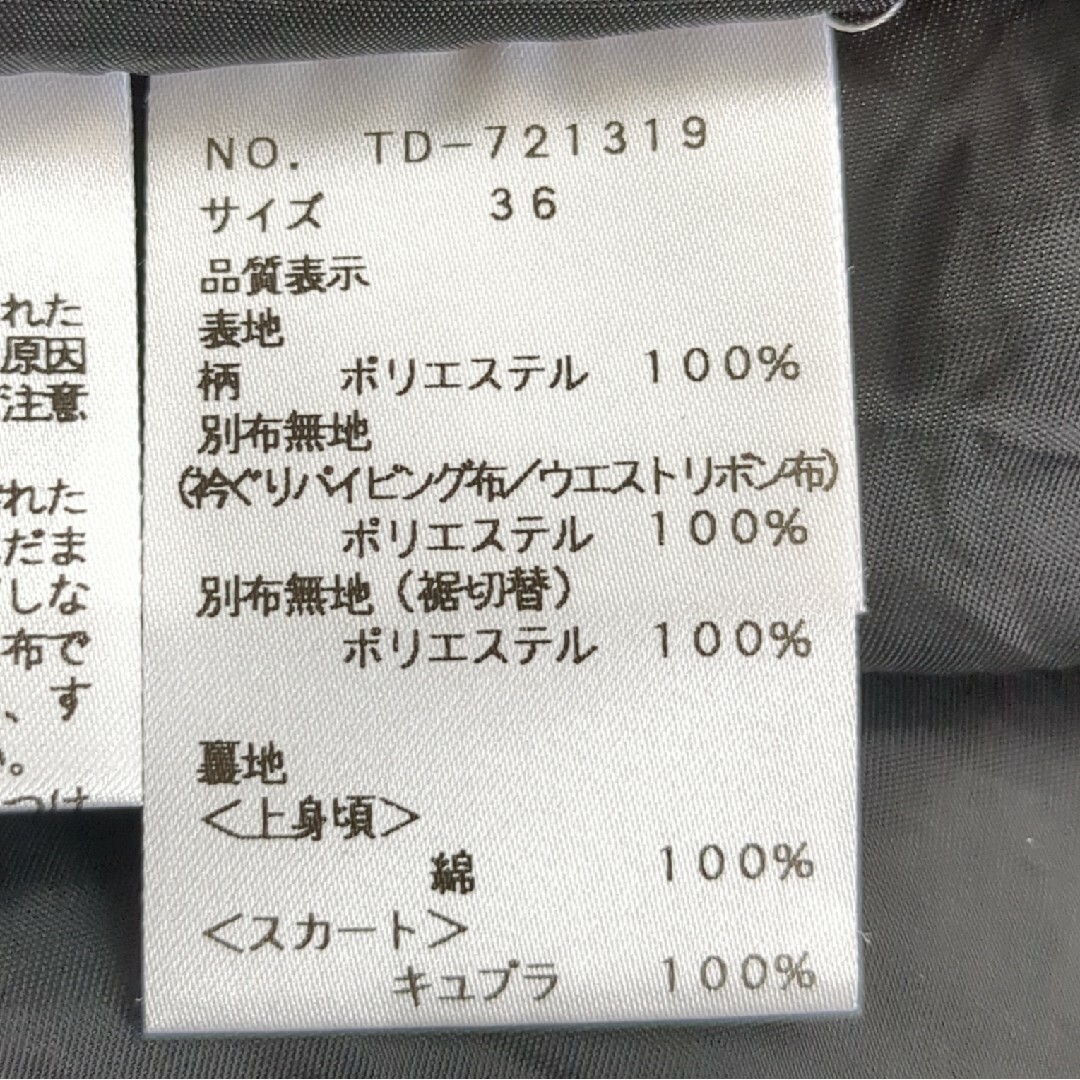 れた
原因
注意
れた
だま
しな
布で
、す
。
つけ
NO. TD-721319
サイズ 36
品質表示
表地
柄 ポリエステル 100%
別布無地
(衿ぐりパイピング布/ウエストリボン布)
ポリエステル 100%
別布無地(裾切替)
ポリエステル 100%
裏地
<上身頃>
綿 100%
<スカート>
キュプラ 100%